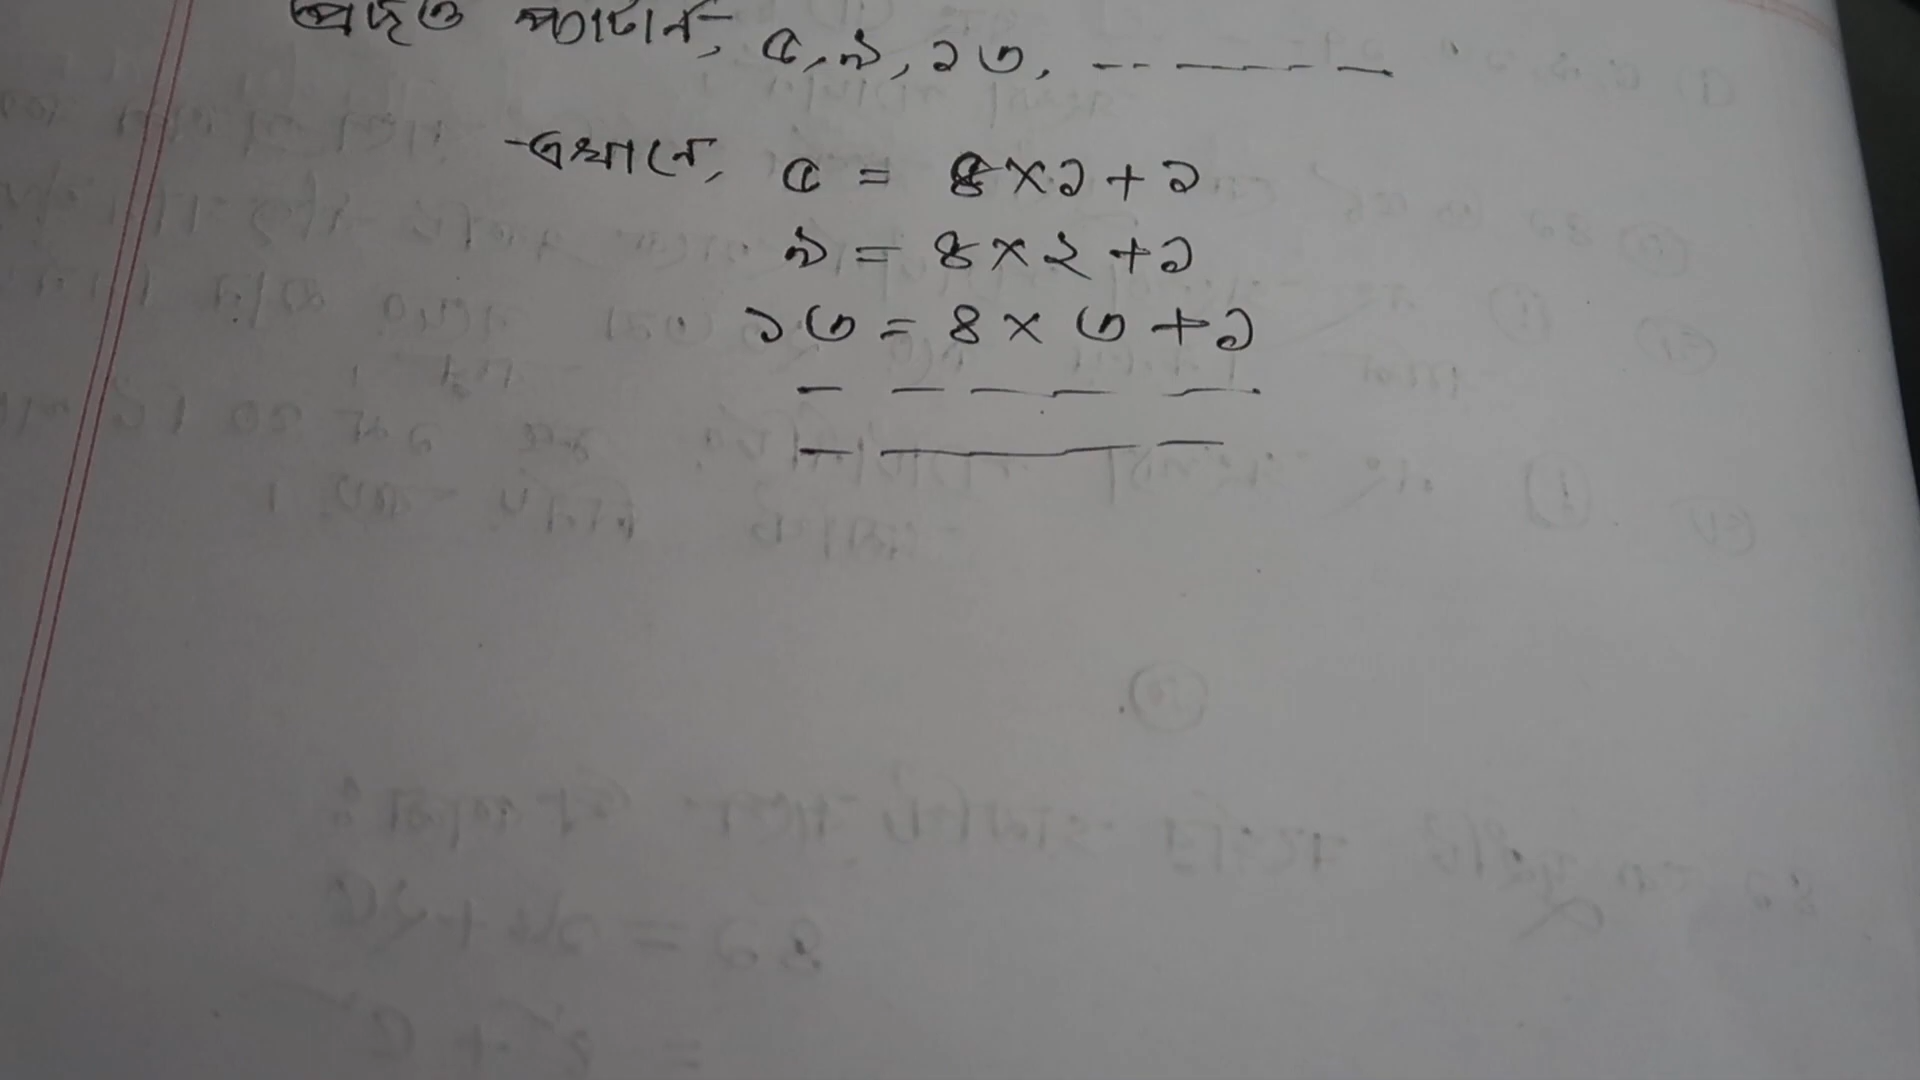 প্রদত্ত প্যাটার্ন, ৫, ৯, ১৩, -- ---- --
এখানে, ৫ = ৪×১+১
৯ = ৪×২+১
১৩ = ৪×৩+১